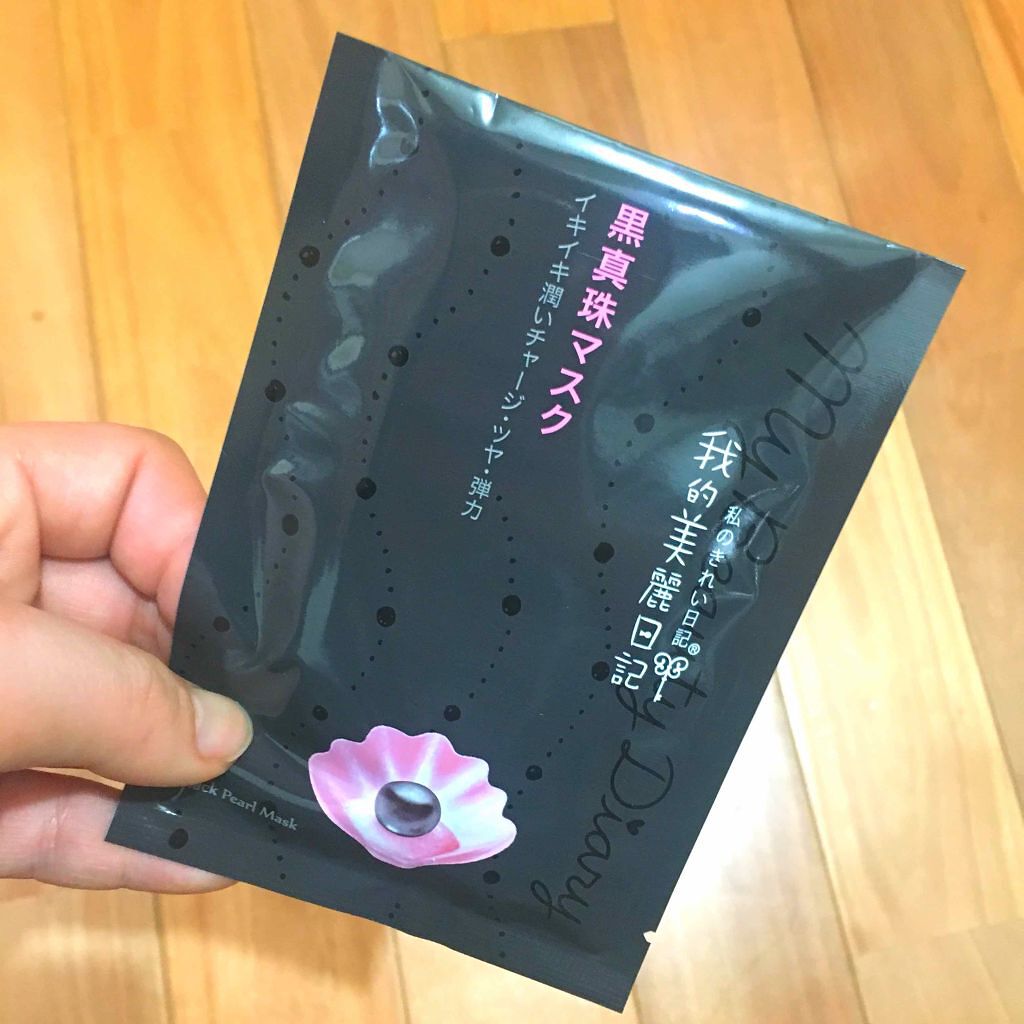 我的美麗日記
私のきれい日記®
黒真珠マスク
イキイキ潤いチャージ・ツヤ・弾力
My Beauty Diary
Pearl Mask